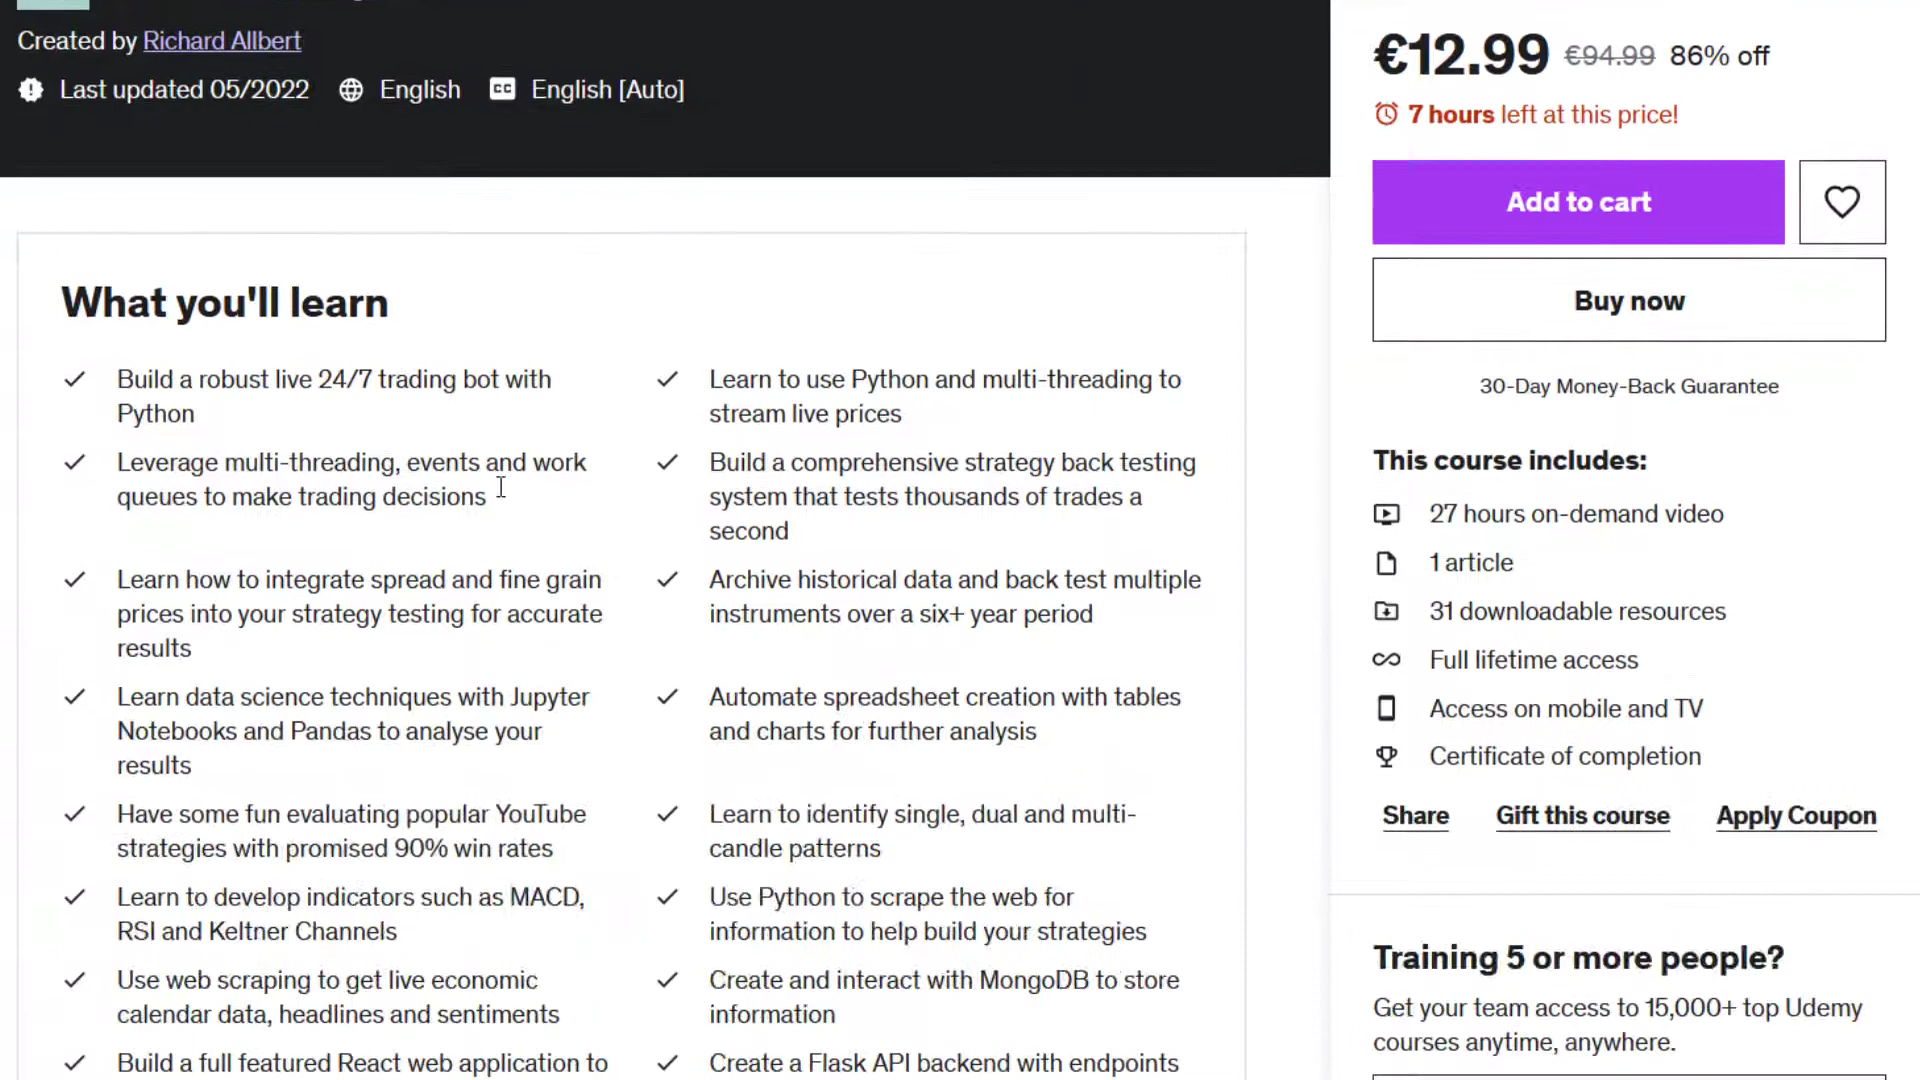 Created by Richard Allbert
Last updated 05/2022 English CC English [Auto]
What you'll learn
Build a robust live 24/7 trading bot with
Python
Learn to use Python and multi-threading to
stream live prices
Leverage multi-threading, events and work
queues to make trading decisions
Build a comprehensive strategy back testing
system that tests thousands of trades a
second
Learn how to integrate spread and fine grain
prices into your strategy testing for accurate
results
Archive historical data and back test multiple
instruments over a six+ year period
Learn data science techniques with Jupyter
Notebooks and Pandas to analyse your
results
Automate spreadsheet creation with tables
and charts for further analysis
Have some fun evaluating popular YouTube
strategies with promised 90% win rates
Learn to identify single, dual and multi-
candle patterns
Learn to develop indicators such as MACD,
RSI and Keltner Channels
Use Python to scrape the web for
information to help build your strategies
Use web scraping to get live economic
calendar data, headlines and sentiments
Create and interact with MongoDB to store
information
Build a full featured React web application to
Create a Flask API backend with endpoints
€12.99 €94.99 86% off
7 hours left at this price!
Add to cart
Buy now
30-Day Money-Back Guarantee
This course includes:
27 hours on-demand video
1 article
31 downloadable resources
Full lifetime access
Access on mobile and TV
Certificate of completion
Share Gift this course Apply Coupon
Training 5 or more people?
Get your team access to 15,000+ top Udemy
courses anytime, anywhere.